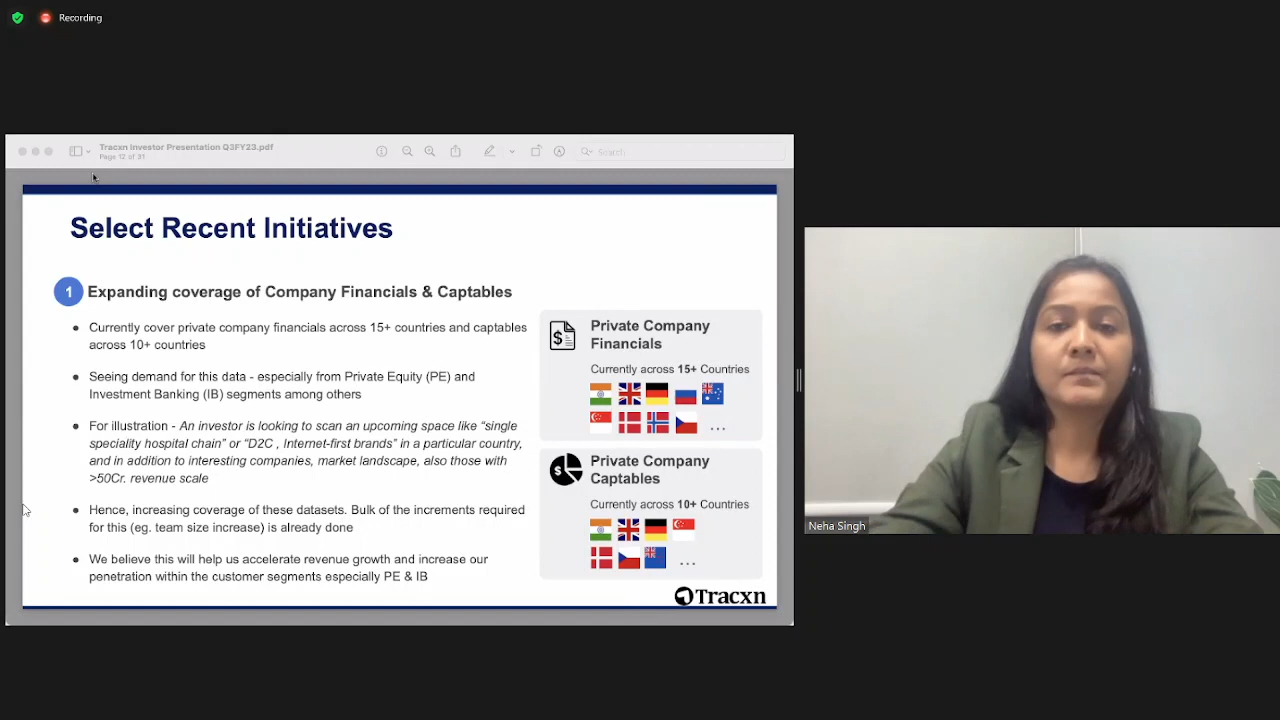 Recording
Tracxn Investor Presentation Q3FY23.pdf
Page 12 of 31
Search
Select Recent Initiatives
1 Expanding coverage of Company Financials & Captables
● Currently cover private company financials across 15+ countries and captables
across 10+ countries
● Seeing demand for this data - especially from Private Equity (PE) and
Investment Banking (IB) segments among others
● For illustration - An investor is looking to scan an upcoming space like “single
speciality hospital chain” or “D2C , Internet-first brands” in a particular country,
and in addition to interesting companies, market landscape, also those with
>50Cr. revenue scale
● Hence, increasing coverage of these datasets. Bulk of the increments required
for this (eg. team size increase) is already done
● We believe this will help us accelerate revenue growth and increase our
penetration within the customer segments especially PE & IB
Private Company
Financials
Currently across 15+ Countries
...
Private Company
Captables
Currently across 10+ Countries
...
Tracxn
Neha Singh